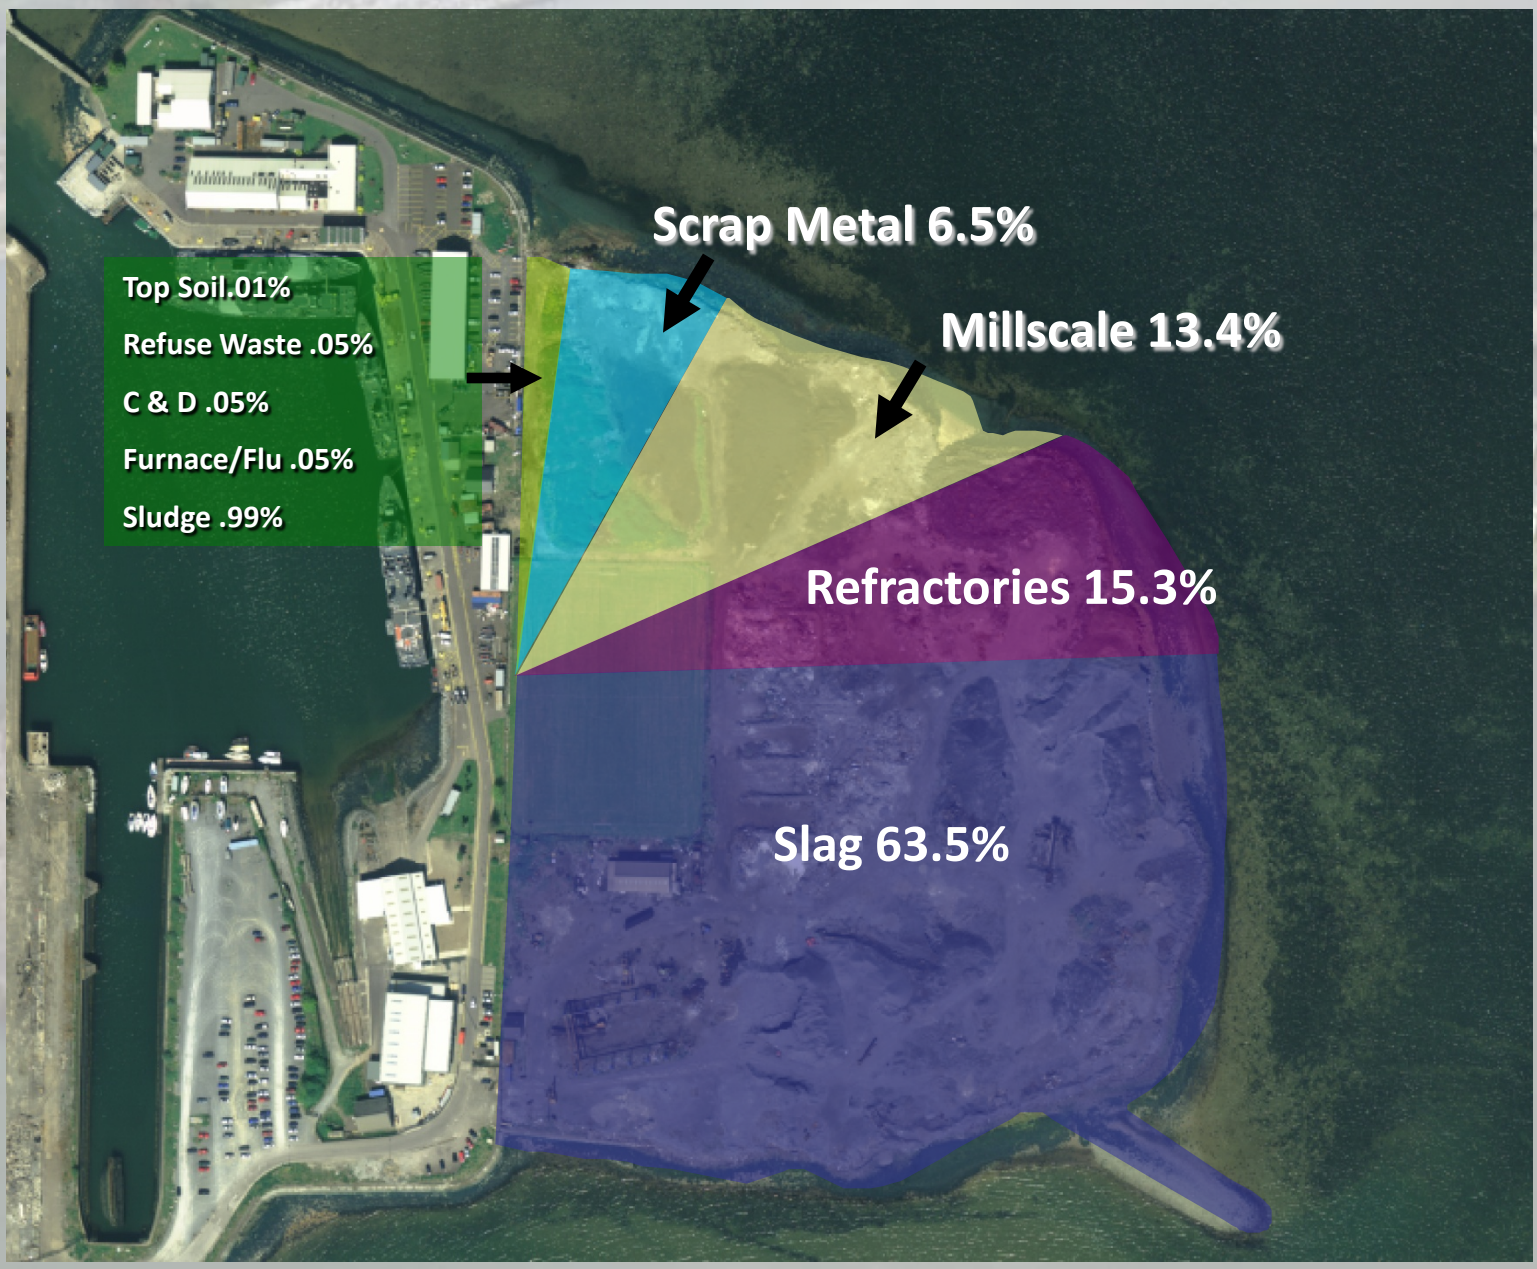 Scrap Metal 6.5%
Top Soil.01%
Millscale 13.4%
Refuse Waste .05%
C & D .05%
Furnace/Flu .05%
Sludge .99%
Refractories 15.3%
Slag 63.5%